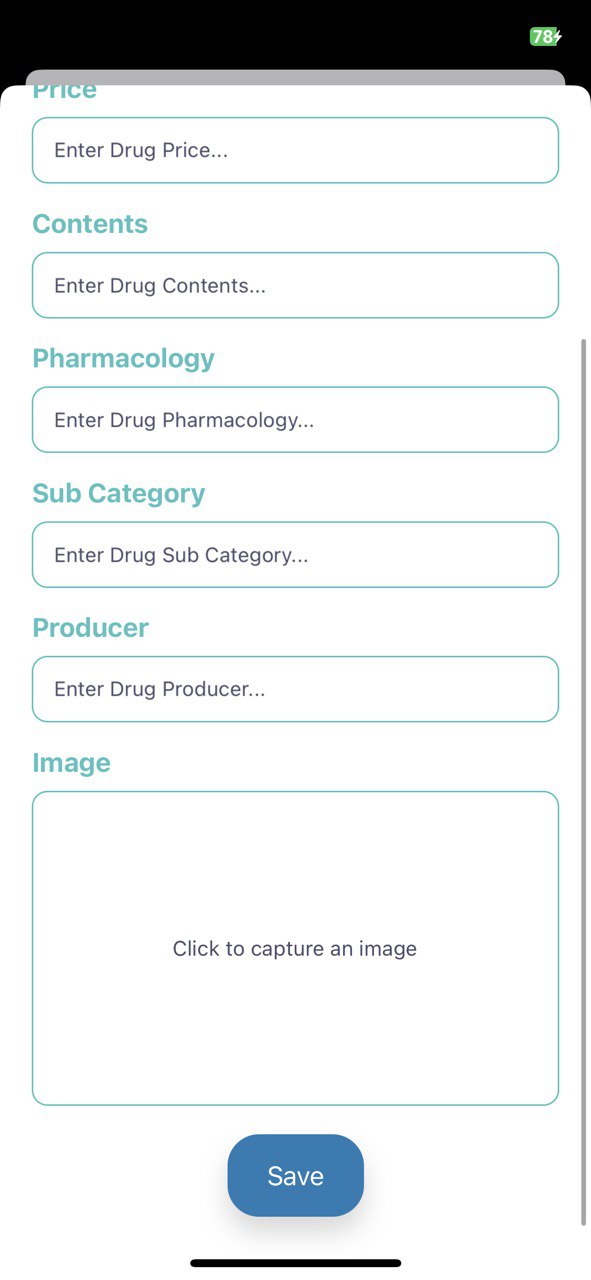 78
Price
Enter Drug Price...
Contents
Enter Drug Contents...
Pharmacology
Enter Drug Pharmacology...
Sub Category
Enter Drug Sub Category...
Producer
Enter Drug Producer...
Image
Click to capture an image
Save